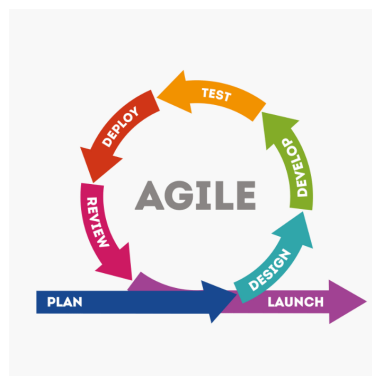 TEST
DEPLOY
DEVELOP
AGILE
REVIEW
DESIGN
PLAN
LAUNCH